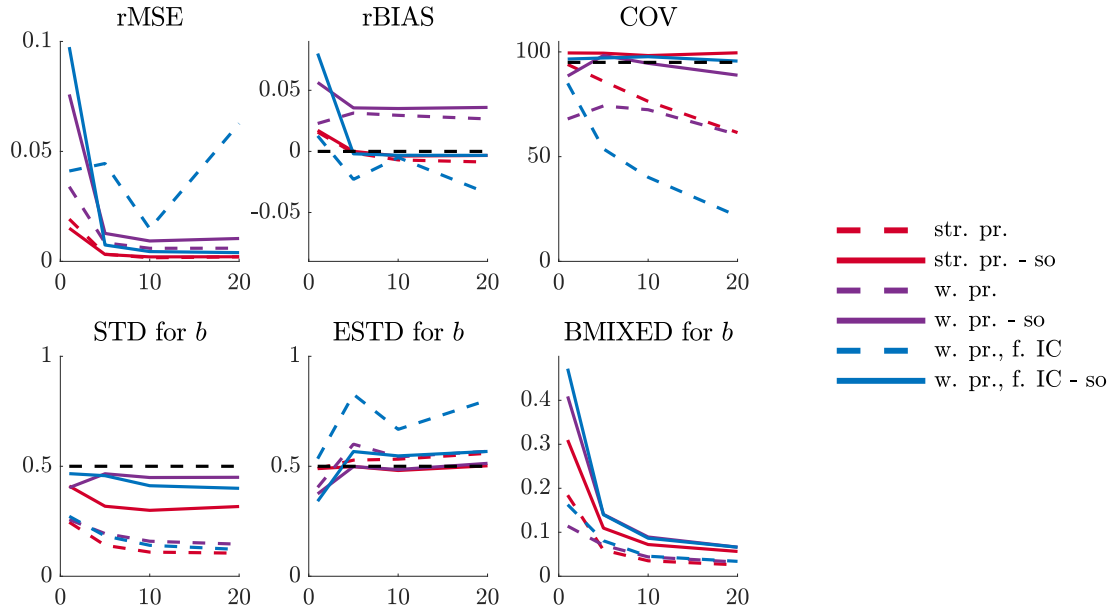 rMSE
0.1
0.05
0
0 10 20
rBIAS
0.05
0
-0.05
0 10 20
COV
100
50
0
0 10 20
STD for b
1
0.5
0
0 10 20
ESTD for b
1
0.5
0
0 10 20
BMIXED for b
0.4
0.3
0.2
0.1
0
0 10 20
str. pr.
str. pr. - so
w. pr.
w. pr. - so
w. pr., f. IC
w. pr., f. IC - so